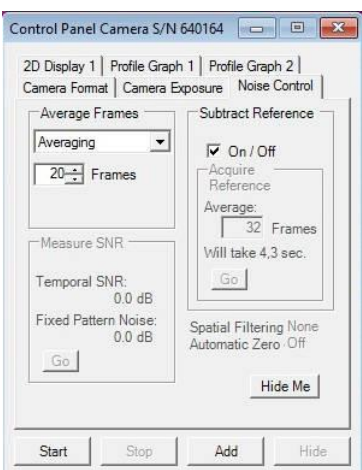 Control Panel Camera S/N 640164
2D Display 1 Profile Graph 1 Profile Graph 2
Camera Format Camera Exposure Noise Control
Average Frames
Averaging
20 Frames
Measure SNR
Temporal SNR:
0.0 dB
Fixed Pattern Noise:
0.0 dB
Go
Subtract Reference
On / Off
Acquire
Reference
Average:
32 Frames
Will take 4,3 sec.
Go
Spatial Filtering None
Automatic Zero Off
Hide Me
Start Stop Add Hide